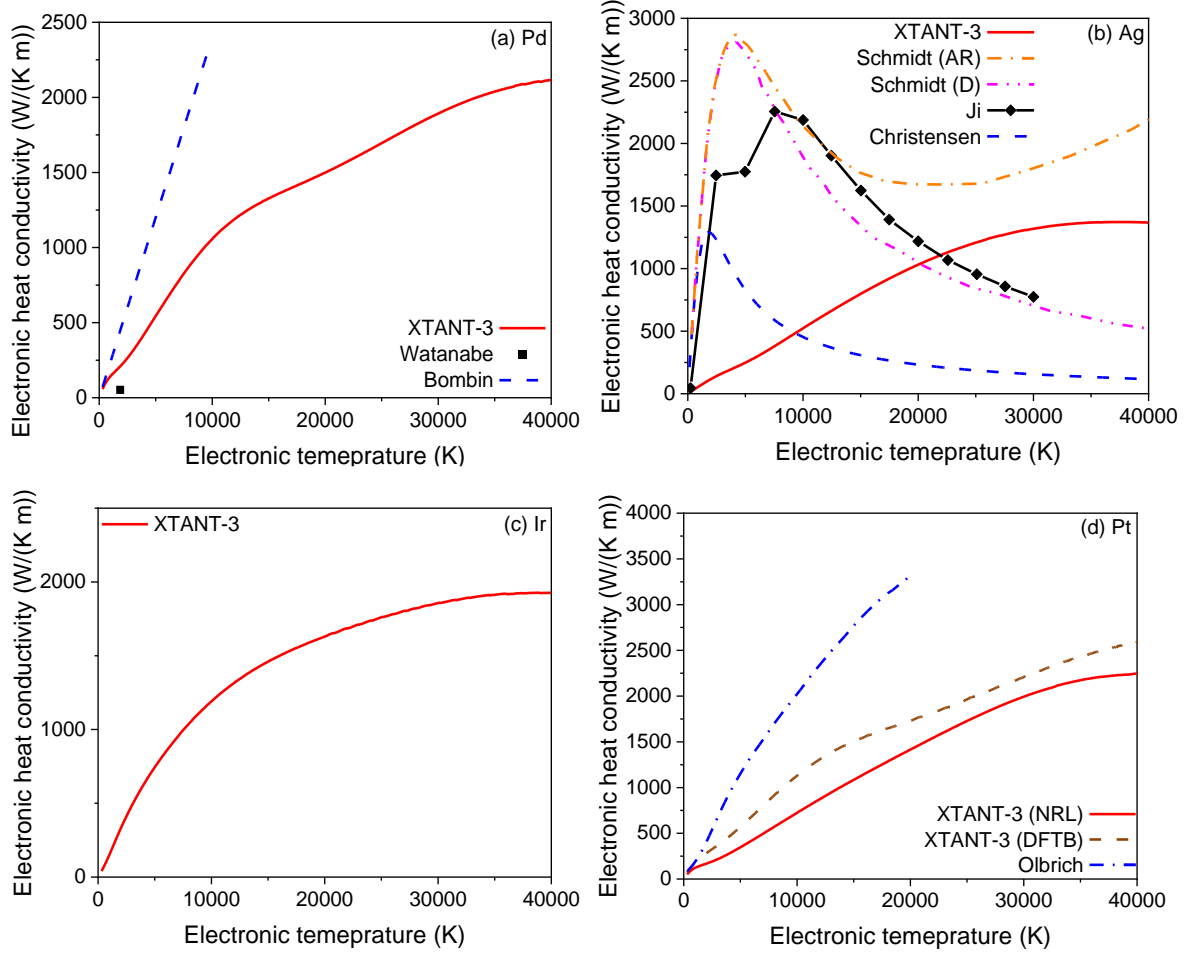 (a) Pd
Electronic heat conductivity (W/(K m))
2500
2000
1500
1000
500
0
XTANT-3
Watanabe
Bombin
0 10000 20000 30000 40000
Electronic temeprature (K)
(b) Ag
Electronic heat conductivity (W/(K m))
3000
2500
2000
1500
1000
500
0
XTANT-3
Schmidt (AR)
Schmidt (D)
Ji
Christensen
0 10000 20000 30000 40000
Electronic temeprature (K)
(c) Ir
Electronic heat conductivity (W/(K m))
2000
1000
0
XTANT-3
0 10000 20000 30000 40000
Electronic temeprature (K)
(d) Pt
Electronic heat conductivity (W/(K m))
4000
3500
3000
2500
2000
1500
1000
500
0
XTANT-3 (NRL)
XTANT-3 (DFTB)
Olbrich
0 10000 20000 30000 40000
Electronic temeprature (K)